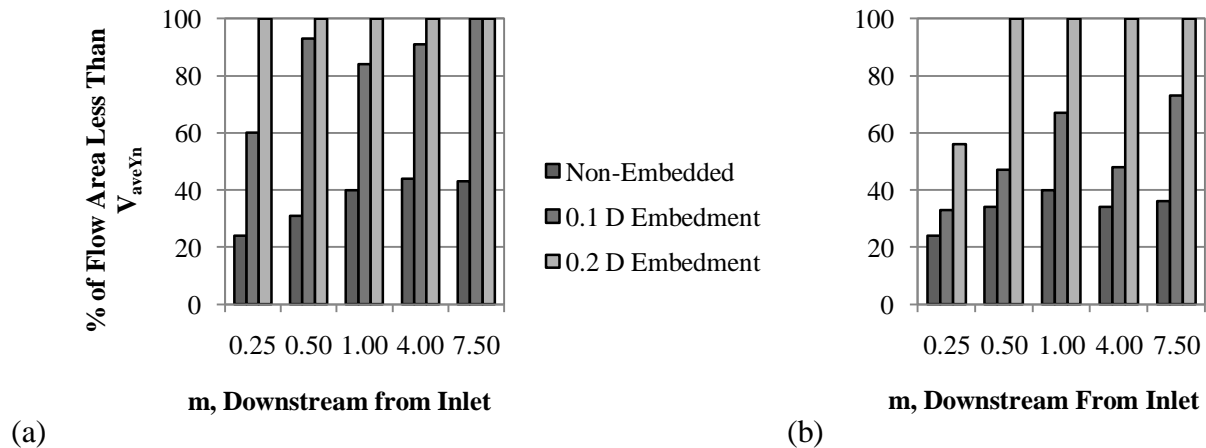 % of Flow Area Less Than
V_aveYn
100
80
60
40
20
0
0.25 0.50 1.00 4.00 7.50
m, Downstream from Inlet
(a)
Non-Embedded
0.1 D Embedment
0.2 D Embedment
100
80
60
40
20
0
0.25 0.50 1.00 4.00 7.50
m, Downstream From Inlet
(b)